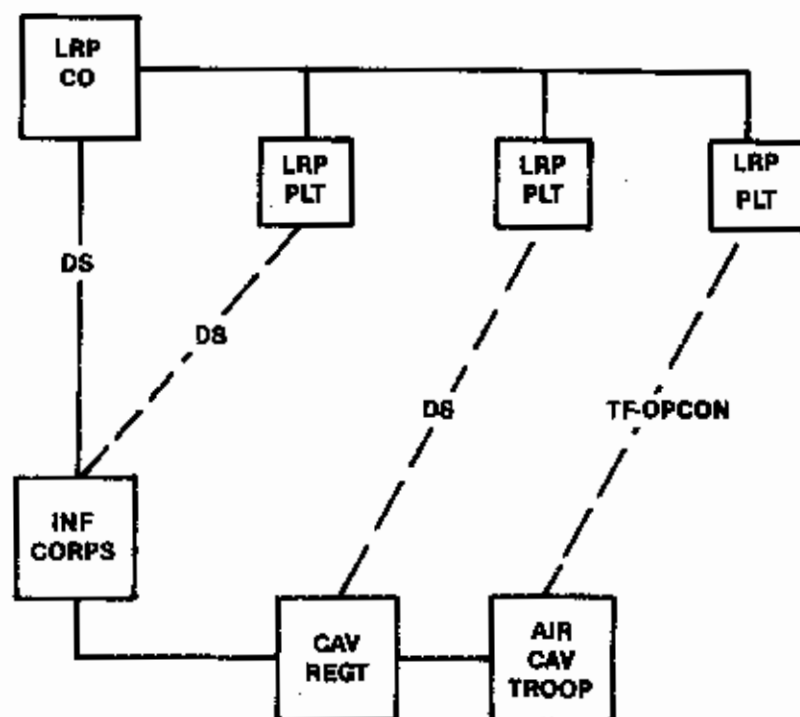 LRP
CO
LRP
PLT
LRP
PLT
LRP
PLT
DS
DS
DS
TF-OPCON
INF
CORPS
CAV
REGT
AIR
CAV
TROOP